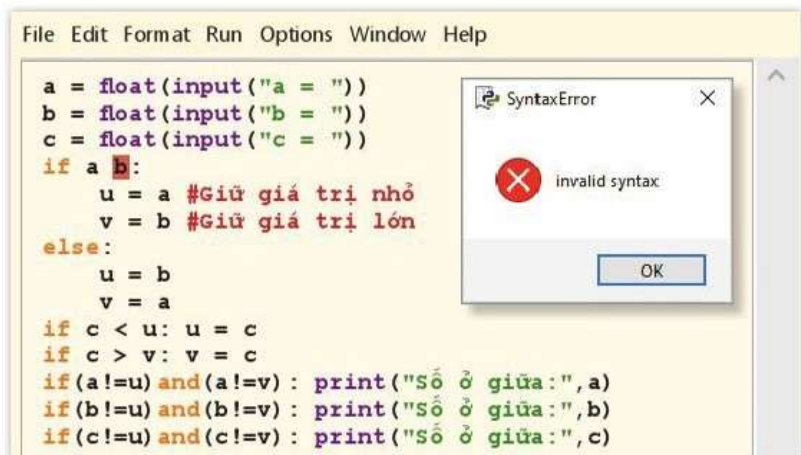 File Edit Format Run Options Window Help
a = float(input("a = "))
b = float(input("b = "))
c = float(input("c = "))
if a b:
    u = a #Giữ giá trị nhỏ
    v = b #Giữ giá trị lớn
else:
    u = b
    v = a
if c < u: u = c
if c > v: v = c
if(a!=u)and(a!=v): print("Số ở giữa:",a)
if(b!=u)and(b!=v): print("Số ở giữa:",b)
if(c!=u)and(c!=v): print("Số ở giữa:",c)
SyntaxError
invalid syntax
OK